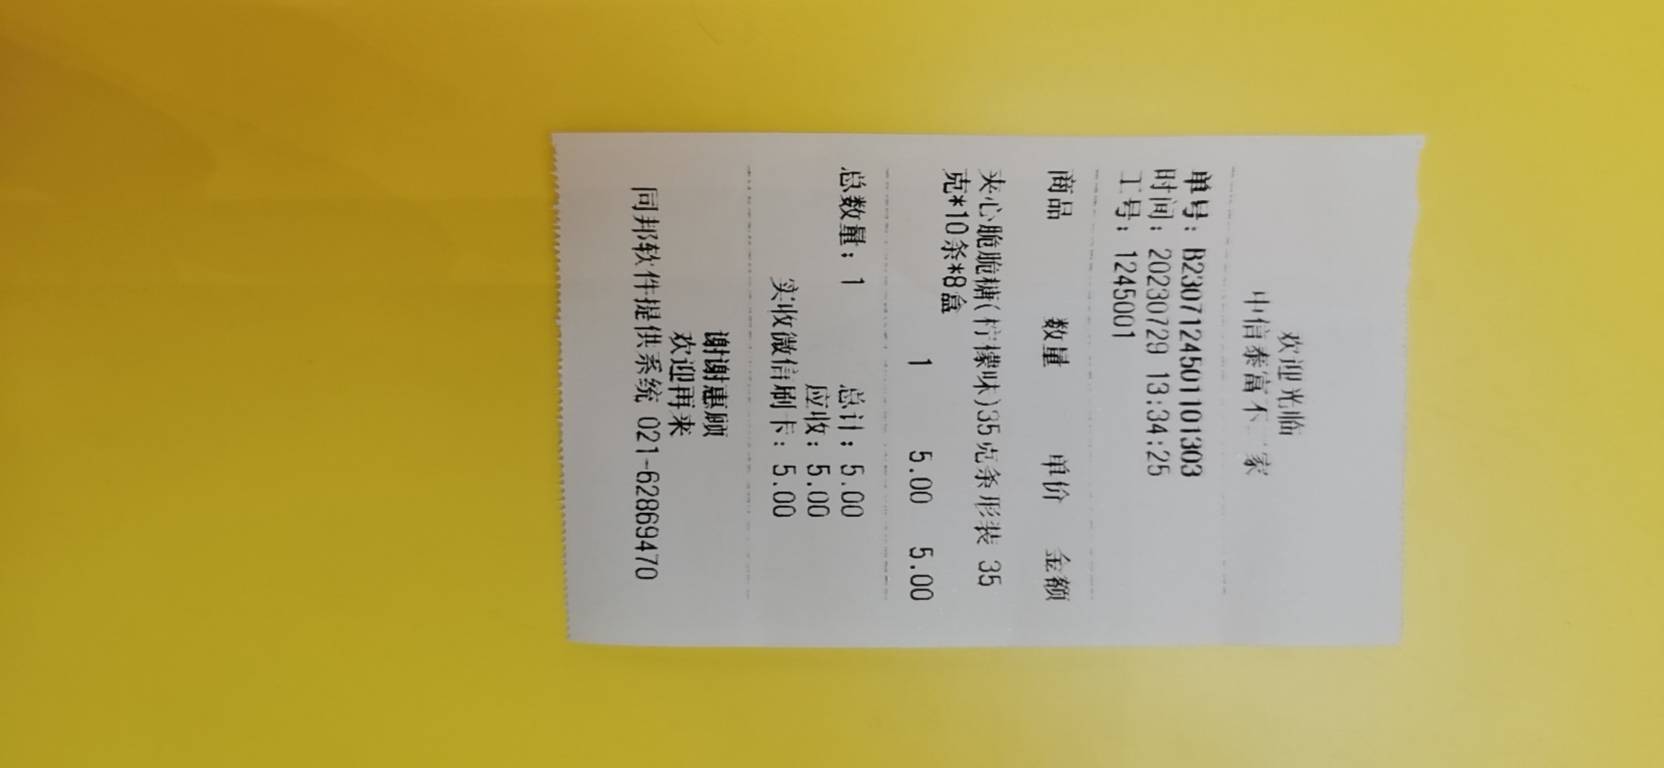 欢迎光临
中信泰富不二家
单号：B230712450110‌1303
时间：20230729 13:34:25
工号：1245001
商品 数量 单价 金额
夹心脆脆糖(柠檬味)35克条形装 35
克*10条*8盒
1 5.00 5.00
总数量：1 总计：5.00
应收：5.00
实收微信刷卡：5.00
谢谢惠顾
欢迎再来
同邦软件提供系统 021-62869470